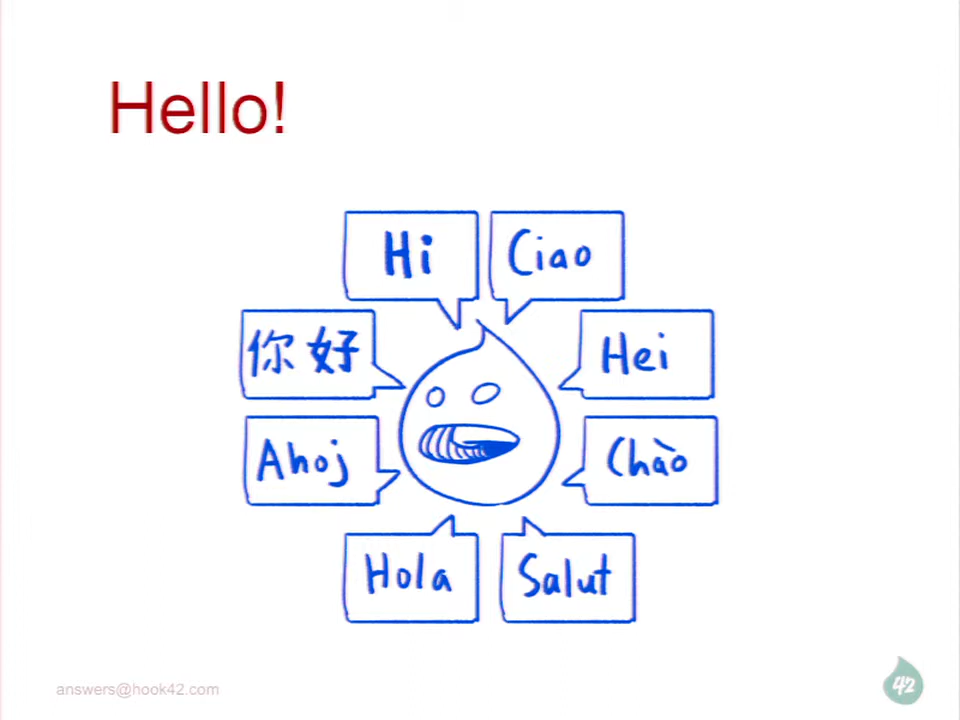 Hello!
Hi
Ciao
你好
Hei
Ahoj
Chào
Hola
Salut
answers@hook42.com
42